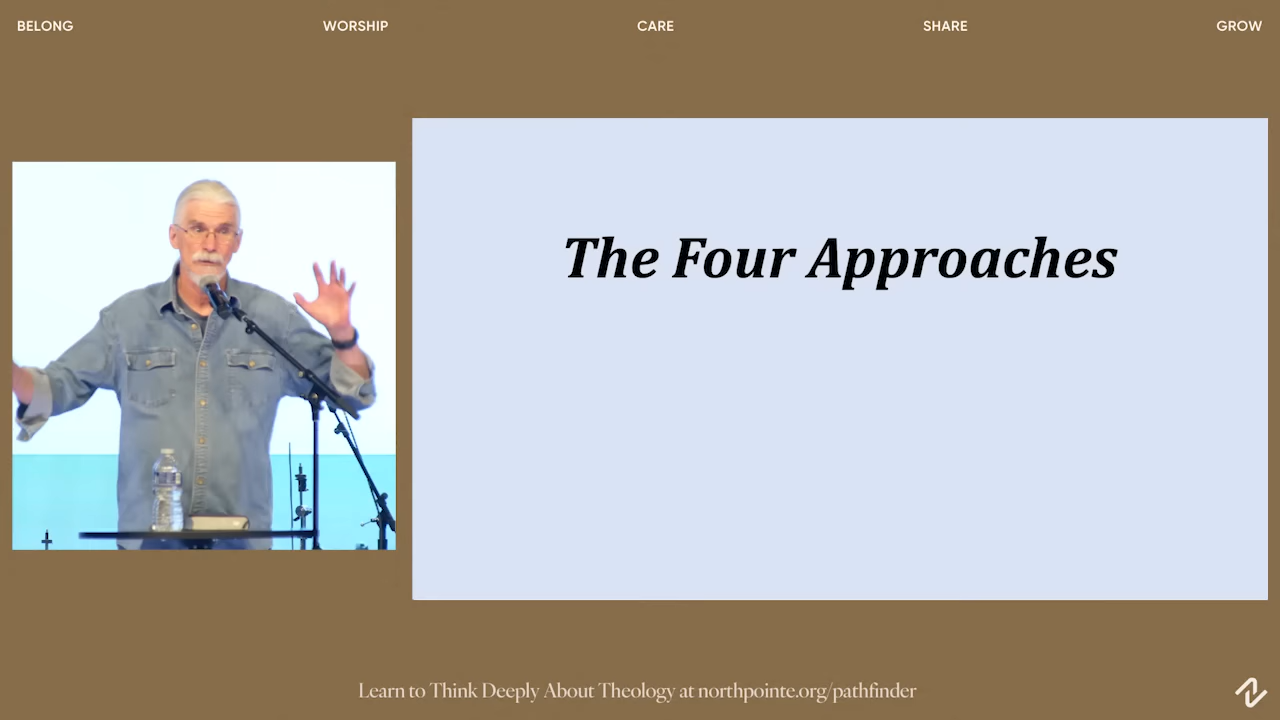 BELONG
WORSHIP
CARE
SHARE
GROW
The Four Approaches
Learn to Think Deeply About Theology at northpointe.org/pathfinder